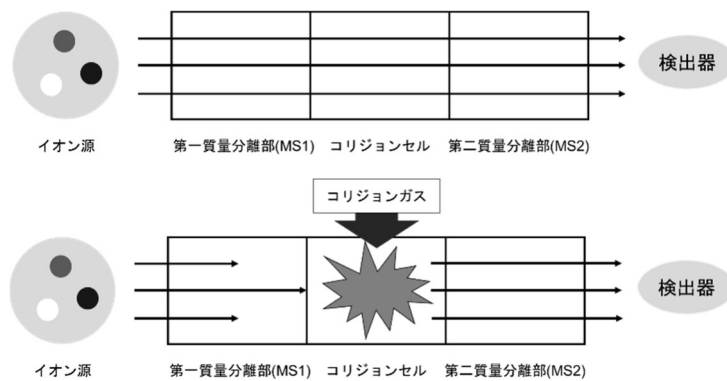 検出器
イオン源
第一質量分離部(MS1)
コリジョンセル
第二質量分離部(MS2)
コリジョンガス
検出器
イオン源
第一質量分離部(MS1)
コリジョンセル
第二質量分離部(MS2)